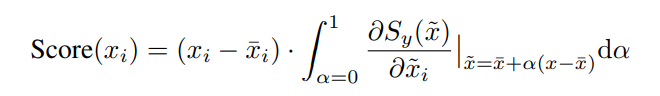 Score(x_i) = (x_i − x̄_i) · ∫_{α=0}^{1} ∂S_y(x̃)/∂x̃_i |_{x̃=x̄+α(x−x̄)} dα